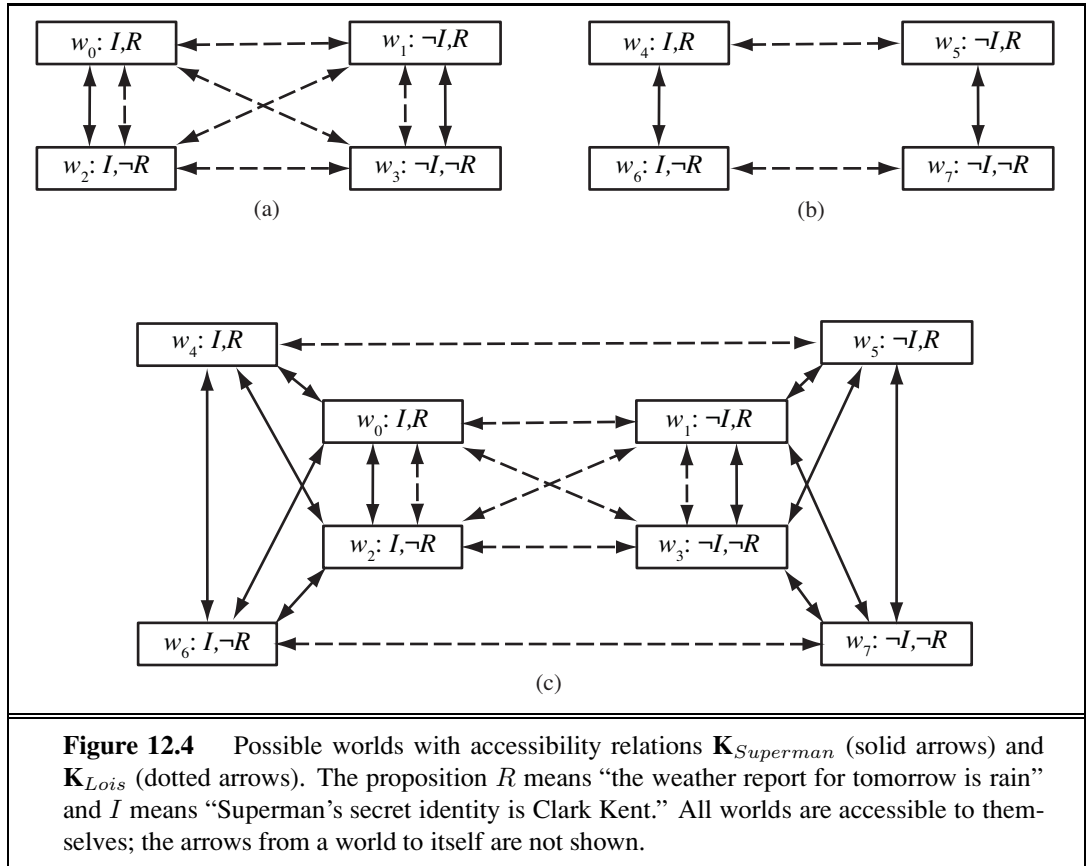 w₀: I,R
w₁: ¬I,R
w₂: I,¬R
w₃: ¬I,¬R
(a)
w₄: I,R
w₅: ¬I,R
w₆: I,¬R
w₇: ¬I,¬R
(b)
w₄: I,R
w₅: ¬I,R
w₀: I,R
w₁: ¬I,R
w₂: I,¬R
w₃: ¬I,¬R
w₆: I,¬R
w₇: ¬I,¬R
(c)
Figure 12.4 Possible worlds with accessibility relations K_Superman (solid arrows) and
K_Lois (dotted arrows). The proposition R means “the weather report for tomorrow is rain”
and I means “Superman’s secret identity is Clark Kent.” All worlds are accessible to them-
selves; the arrows from a world to itself are not shown.